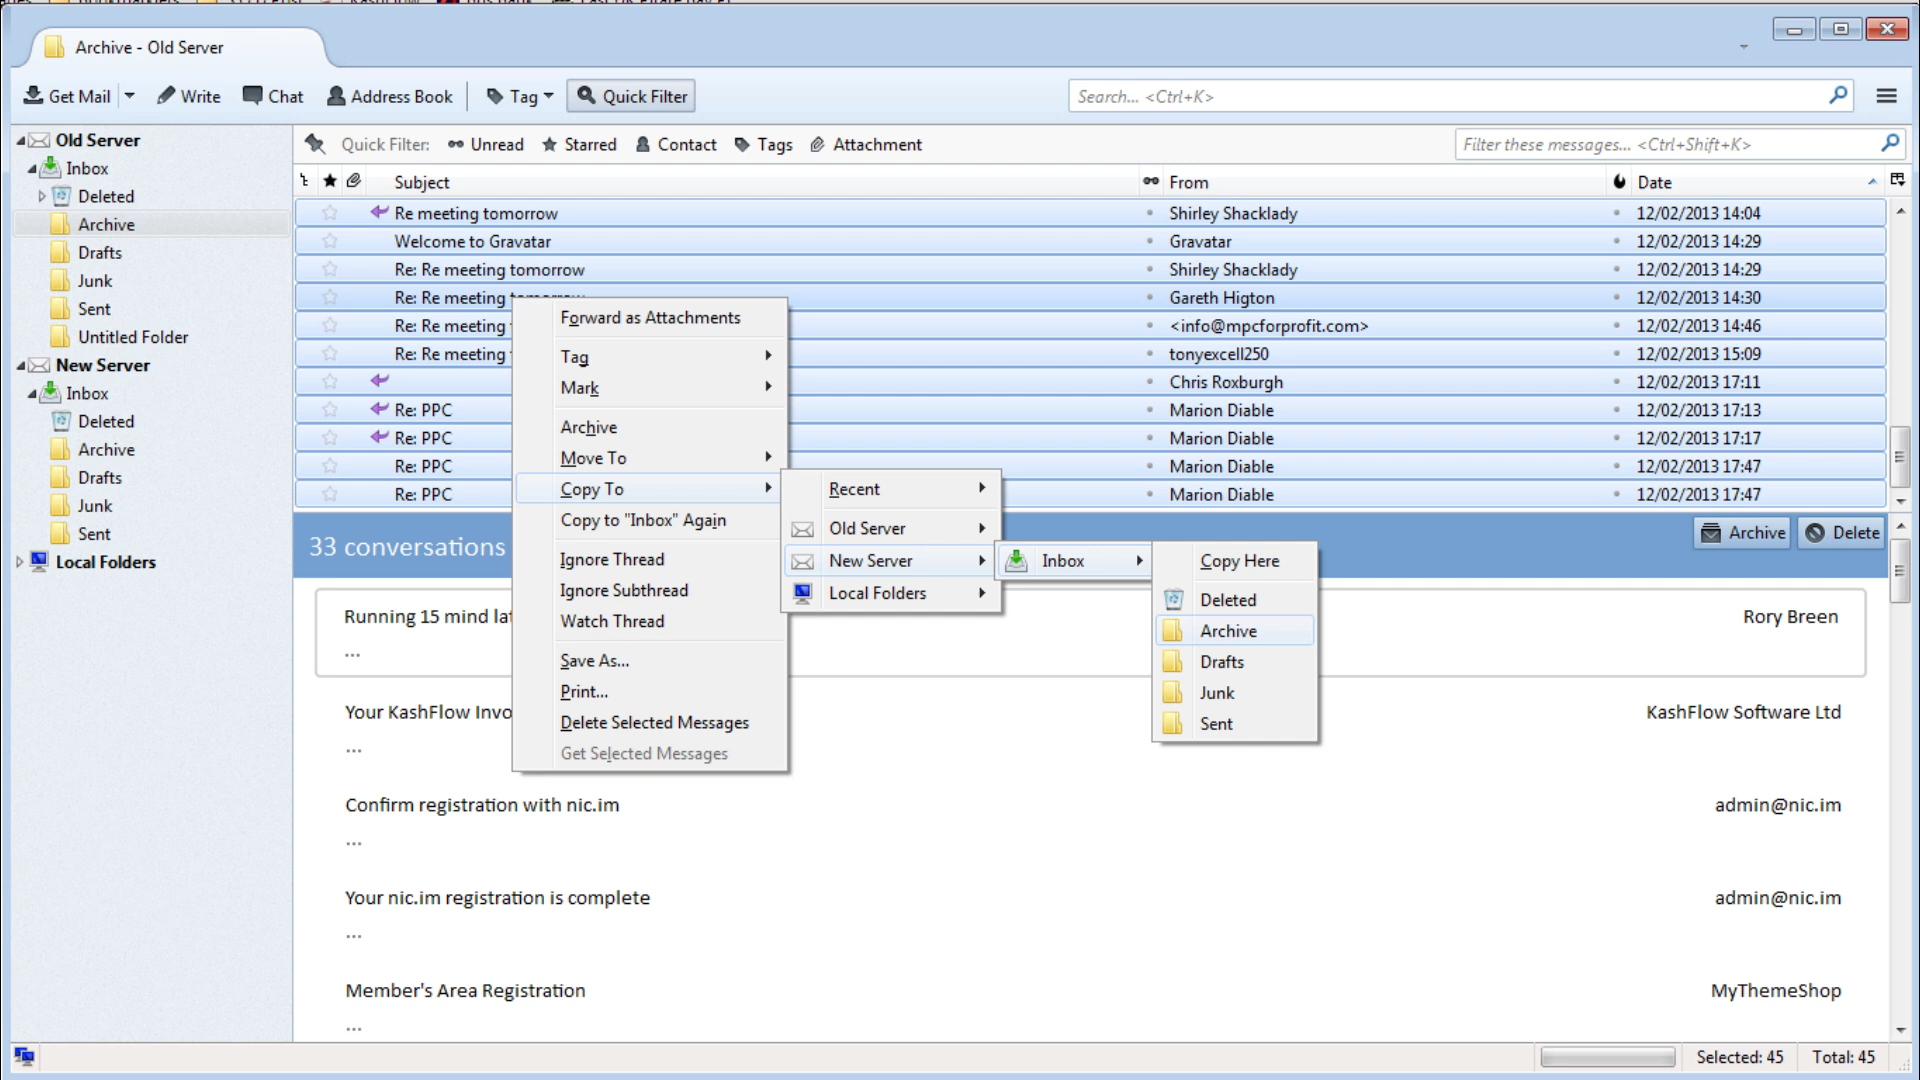 Archive - Old Server
Get Mail Write Chat Address Book Tag Quick Filter Search... <Ctrl+K>
Old Server
Inbox
Deleted
Archive
Drafts
Junk
Sent
Untitled Folder
New Server
Inbox
Deleted
Archive
Drafts
Junk
Sent
Local Folders
Quick Filter: Unread Starred Contact Tags Attachment Filter these messages... <Ctrl+Shift+K>
Subject From Date
Re meeting tomorrow Shirley Shacklady 12/02/2013 14:04
Welcome to Gravatar Gravatar 12/02/2013 14:29
Re: Re meeting tomorrow Shirley Shacklady 12/02/2013 14:29
Re: Re meeting tomorrow Gareth Higton 12/02/2013 14:30
Re: Re meeting <info@mpcforprofit.com> 12/02/2013 14:46
Re: Re meeting tonyexcell250 12/02/2013 15:09
Chris Roxburgh 12/02/2013 17:11
Re: PPC Marion Diable 12/02/2013 17:13
Re: PPC Marion Diable 12/02/2013 17:17
Re: PPC Marion Diable 12/02/2013 17:47
Re: PPC Marion Diable 12/02/2013 17:47
Forward as Attachments
Tag
Mark
Archive
Move To
Copy To
Copy to "Inbox" Again
Ignore Thread
Ignore Subthread
Watch Thread
Save As...
Print...
Delete Selected Messages
Get Selected Messages
Recent
Old Server
New Server
Local Folders
Inbox
Copy Here
Deleted
Archive
Drafts
Junk
Sent
33 conversations Archive Delete
Running 15 mind Rory Breen
...
Your KashFlow KashFlow Software Ltd
...
Confirm registration with nic.im admin@nic.im
...
Your nic.im registration is complete admin@nic.im
...
Member's Area Registration MyThemeShop
...
Selected: 45 Total: 45